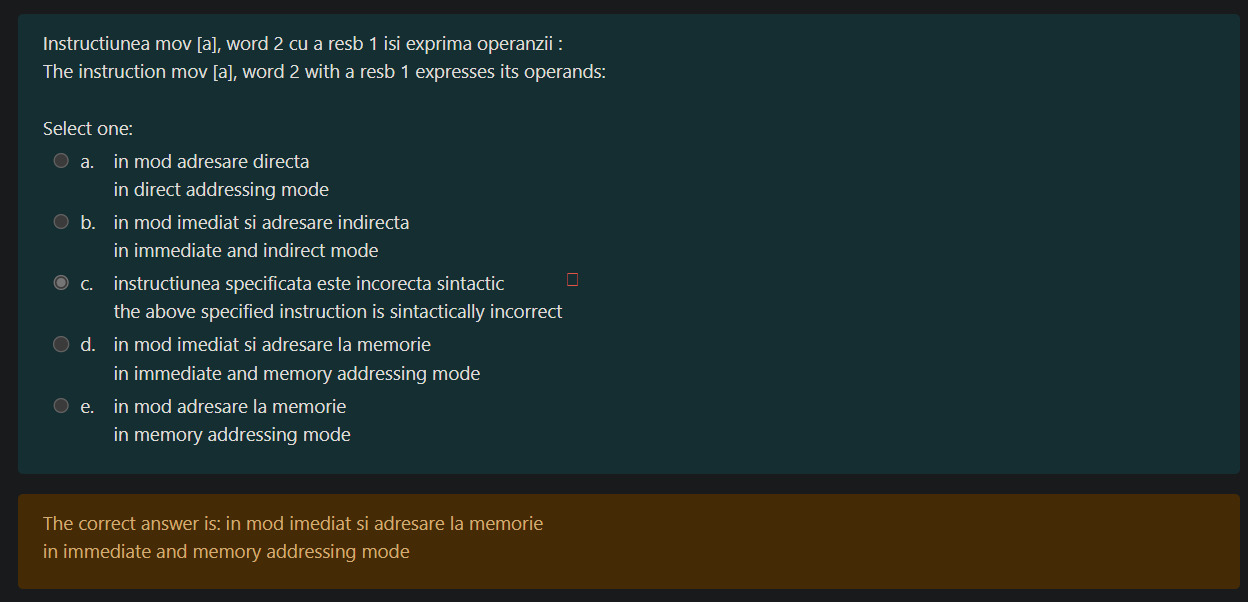 Instructiunea mov [a], word 2 cu a resb 1 isi exprima operanzii :
The instruction mov [a], word 2 with a resb 1 expresses its operands:
Select one:
a. in mod adresare directa
in direct addressing mode
b. in mod imediat si adresare indirecta
in immediate and indirect mode
c. instructiunea specificata este incorecta sintactic
the above specified instruction is sintactically incorrect
d. in mod imediat si adresare la memorie
in immediate and memory addressing mode
e. in mod adresare la memorie
in memory addressing mode
The correct answer is: in mod imediat si adresare la memorie
in immediate and memory addressing mode